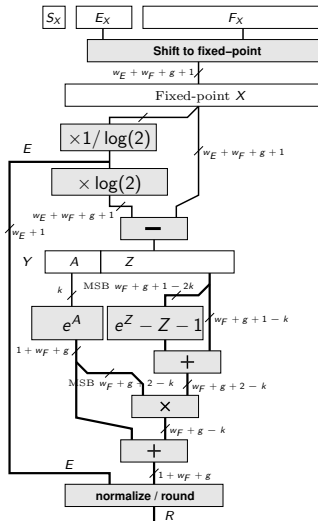 S_X E_X F_X
Shift to fixed–point
w_E + w_F + g + 1
Fixed-point X
×1/ log(2)
E
w_E + w_F + g + 1
× log(2)
w_E + w_F + g + 1
w_E + 1
−
Y A Z
MSB w_F + g + 1 − 2k
k
e^A e^Z − Z − 1
w_F + g + 1 − k
1 + w_F + g
+
MSB w_F + g + 2 − k
w_F + g + 2 − k
×
w_F + g − k
+
E
1 + w_F + g
normalize / round
R